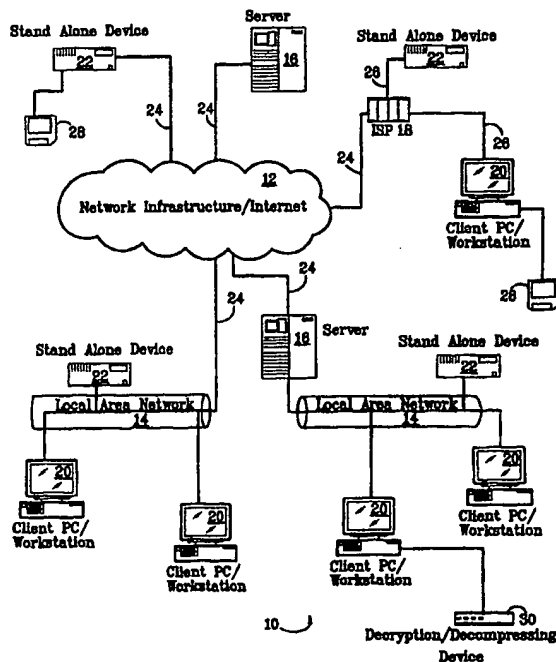 Server
Stand Alone Device
22
16
Stand Alone Device
22
28
24
24
26
ISP 18
24
26
12
Network Infrastructure/Internet
20
Client PC/
Workstation
24
24
28
16
Server
Stand Alone Device
22
Stand Alone Device
22
Local Area Network
14
Local Area Network
14
20
Client PC/
Workstation
20
Client PC/
Workstation
20
Client PC/
Workstation
20
Client PC/
Workstation
10
30
Decryption/Decompressing
Device